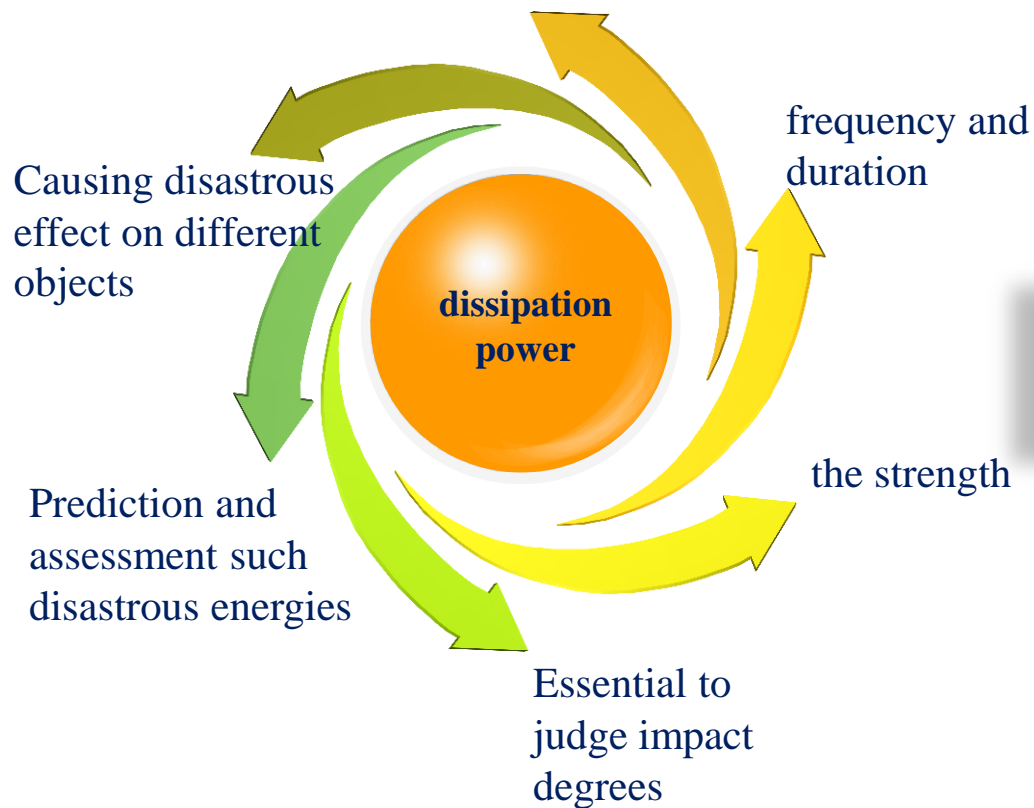 frequency and
duration
Causing disastrous
effect on different
objects
dissipation
power
the strength
Prediction and
assessment such
disastrous energies
Essential to
judge impact
degrees